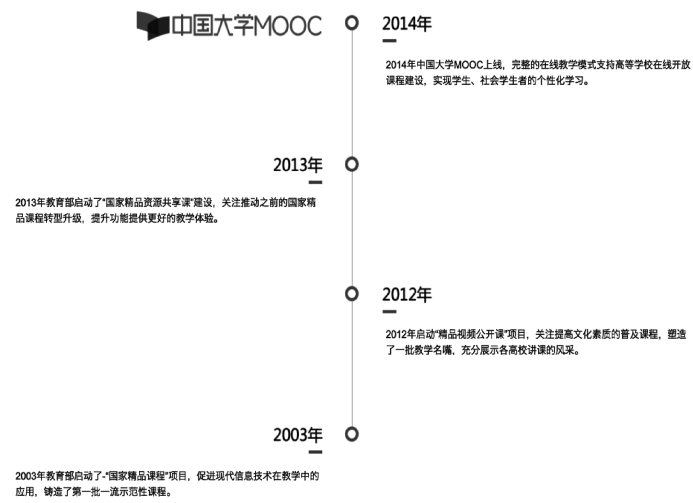 中国大学MOOC
2014年
2014年中国大学MOOC上线，完整的在线教学模式支持高等学校在线开放
课程建设，实现学生、社会学生者的个性化学习。
2013年
2013年教育部启动了“国家精品资源共享课”建设，关注推动之前的国家精
品课程转型升级，提升功能提供更好的教学体验。
2012年
2012年启动“精品视频公开课”项目，关注提高文化素质的普及课程，塑造
了一批教学名嘴，充分展示各高校讲课的风采。
2003年
2003年教育部启动了-“国家精品课程”项目，促进现代信息技术在教学中的
应用，铸造了第一批一流示范性课程。